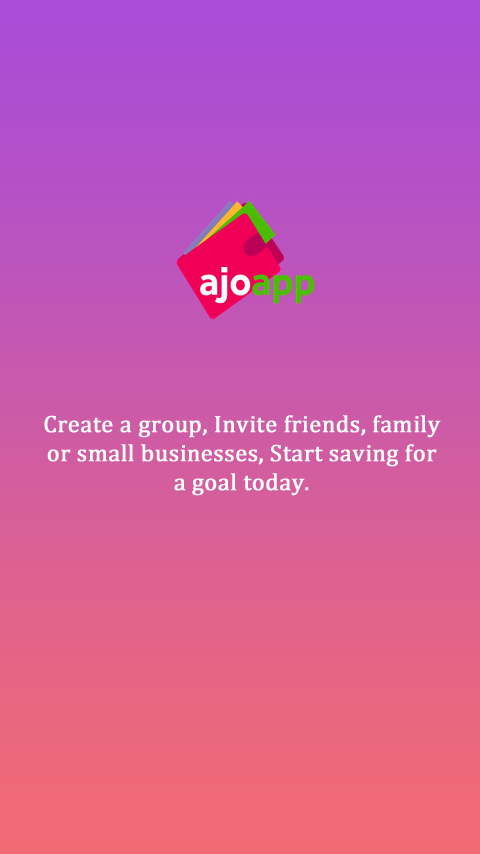 ajoapp
Create a group, Invite friends, family
or small businesses, Start saving for
a goal today.